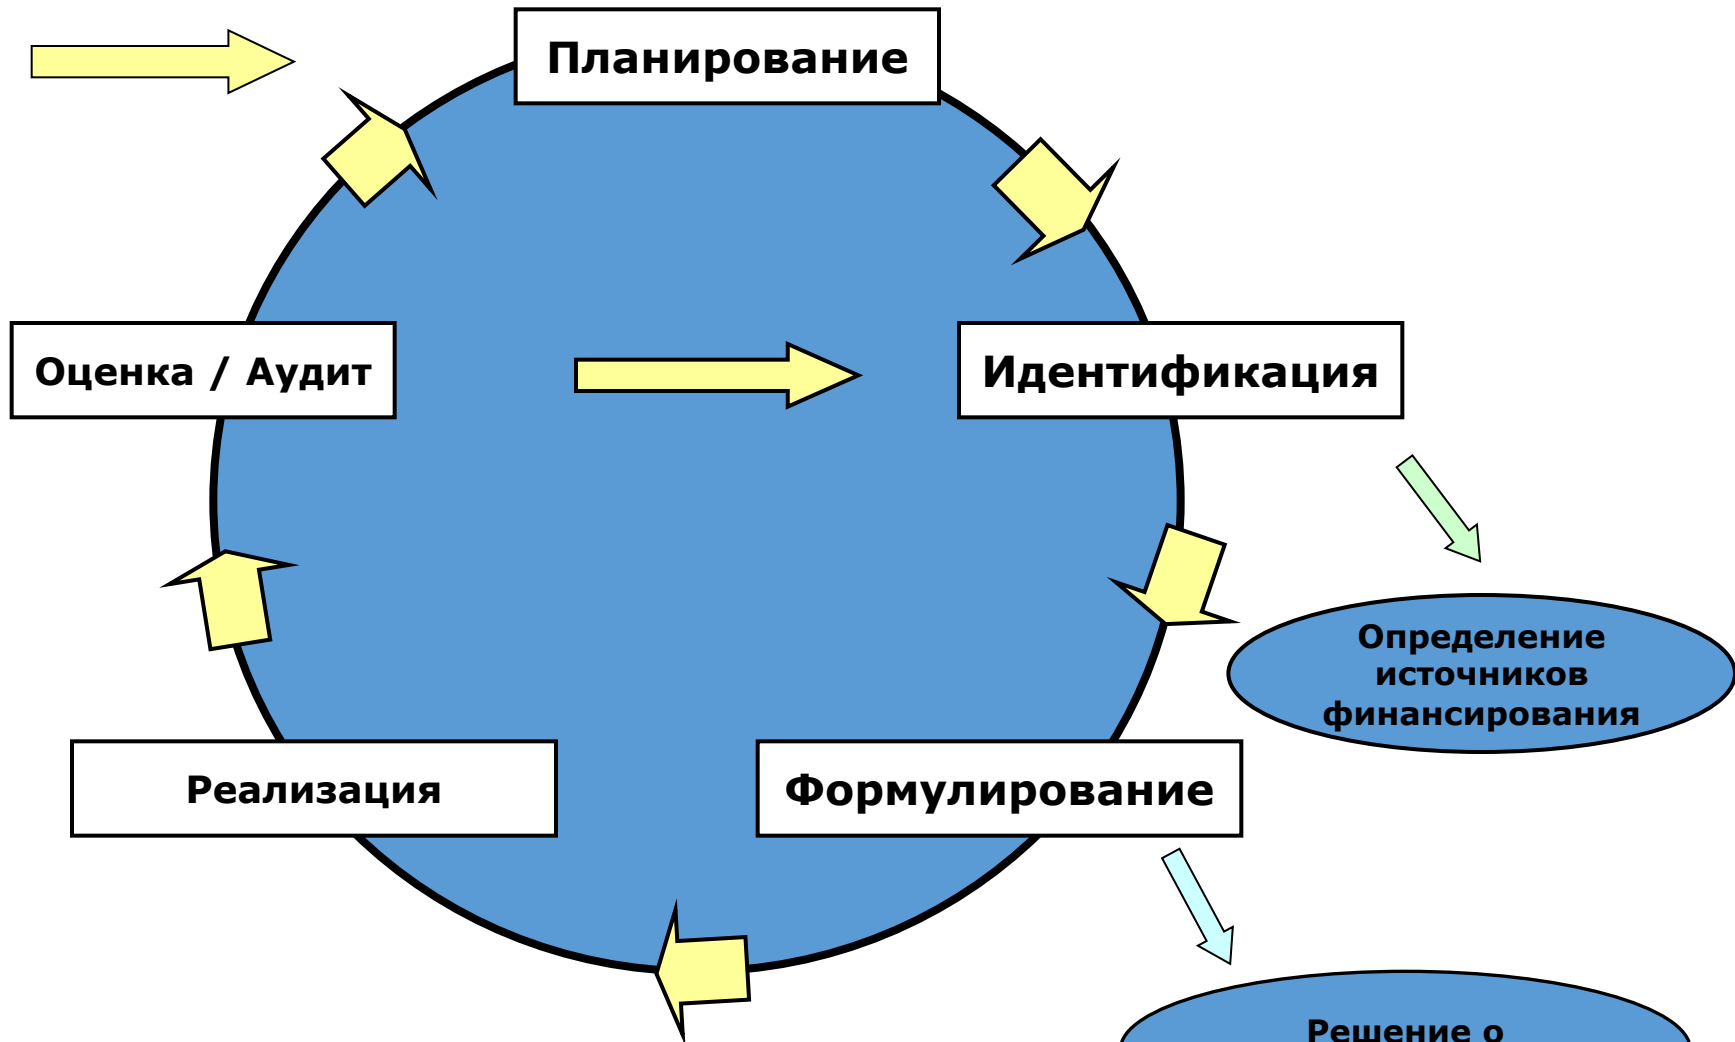 Планирование
Оценка / Аудит
Идентификация
Определение
источников
финансирования
Реализация
Формулирование
Решение о